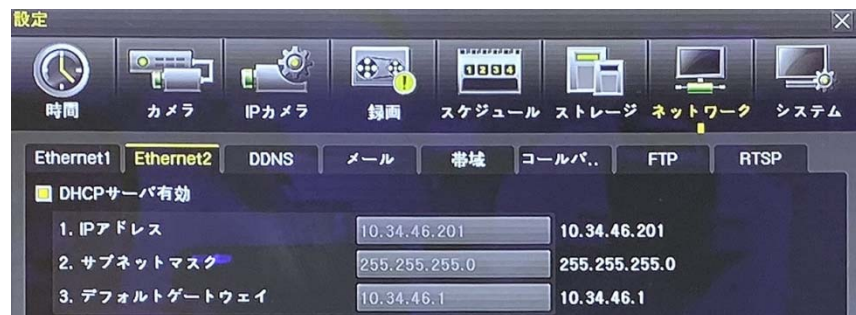 設定
時間 カメラ IPカメラ 録画 スケジュール ストレージ ネットワーク システム
Ethernet1 Ethernet2 DDNS メール 帯域 コールバ.. FTP RTSP
DHCPサーバ有効
1. IPアドレス 10.34.46.201 10.34.46.201
2. サブネットマスク 255.255.255.0 255.255.255.0
3. デフォルトゲートウェイ 10.34.46.1 10.34.46.1